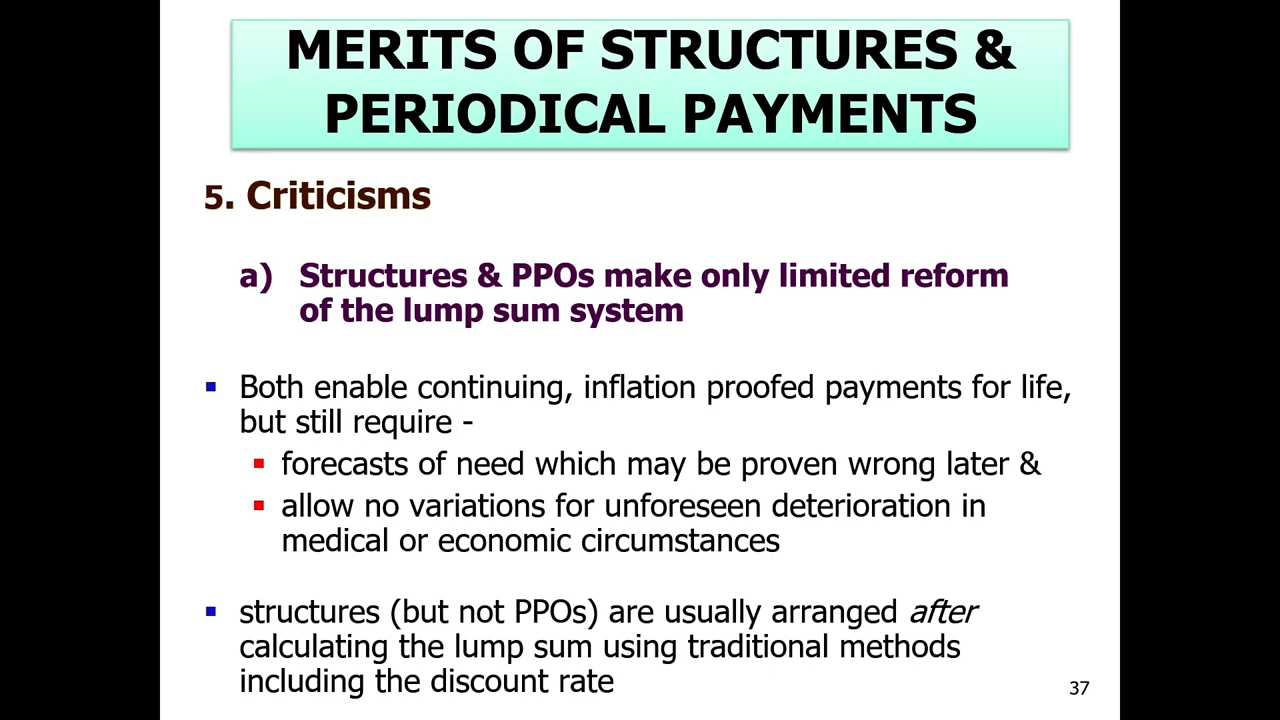 MERITS OF STRUCTURES &
PERIODICAL PAYMENTS
5. Criticisms
a) Structures & PPOs make only limited reform
of the lump sum system
▪ Both enable continuing, inflation proofed payments for life,
but still require -
▪ forecasts of need which may be proven wrong later &
▪ allow no variations for unforeseen deterioration in
medical or economic circumstances
▪ structures (but not PPOs) are usually arranged after
calculating the lump sum using traditional methods
including the discount rate
37